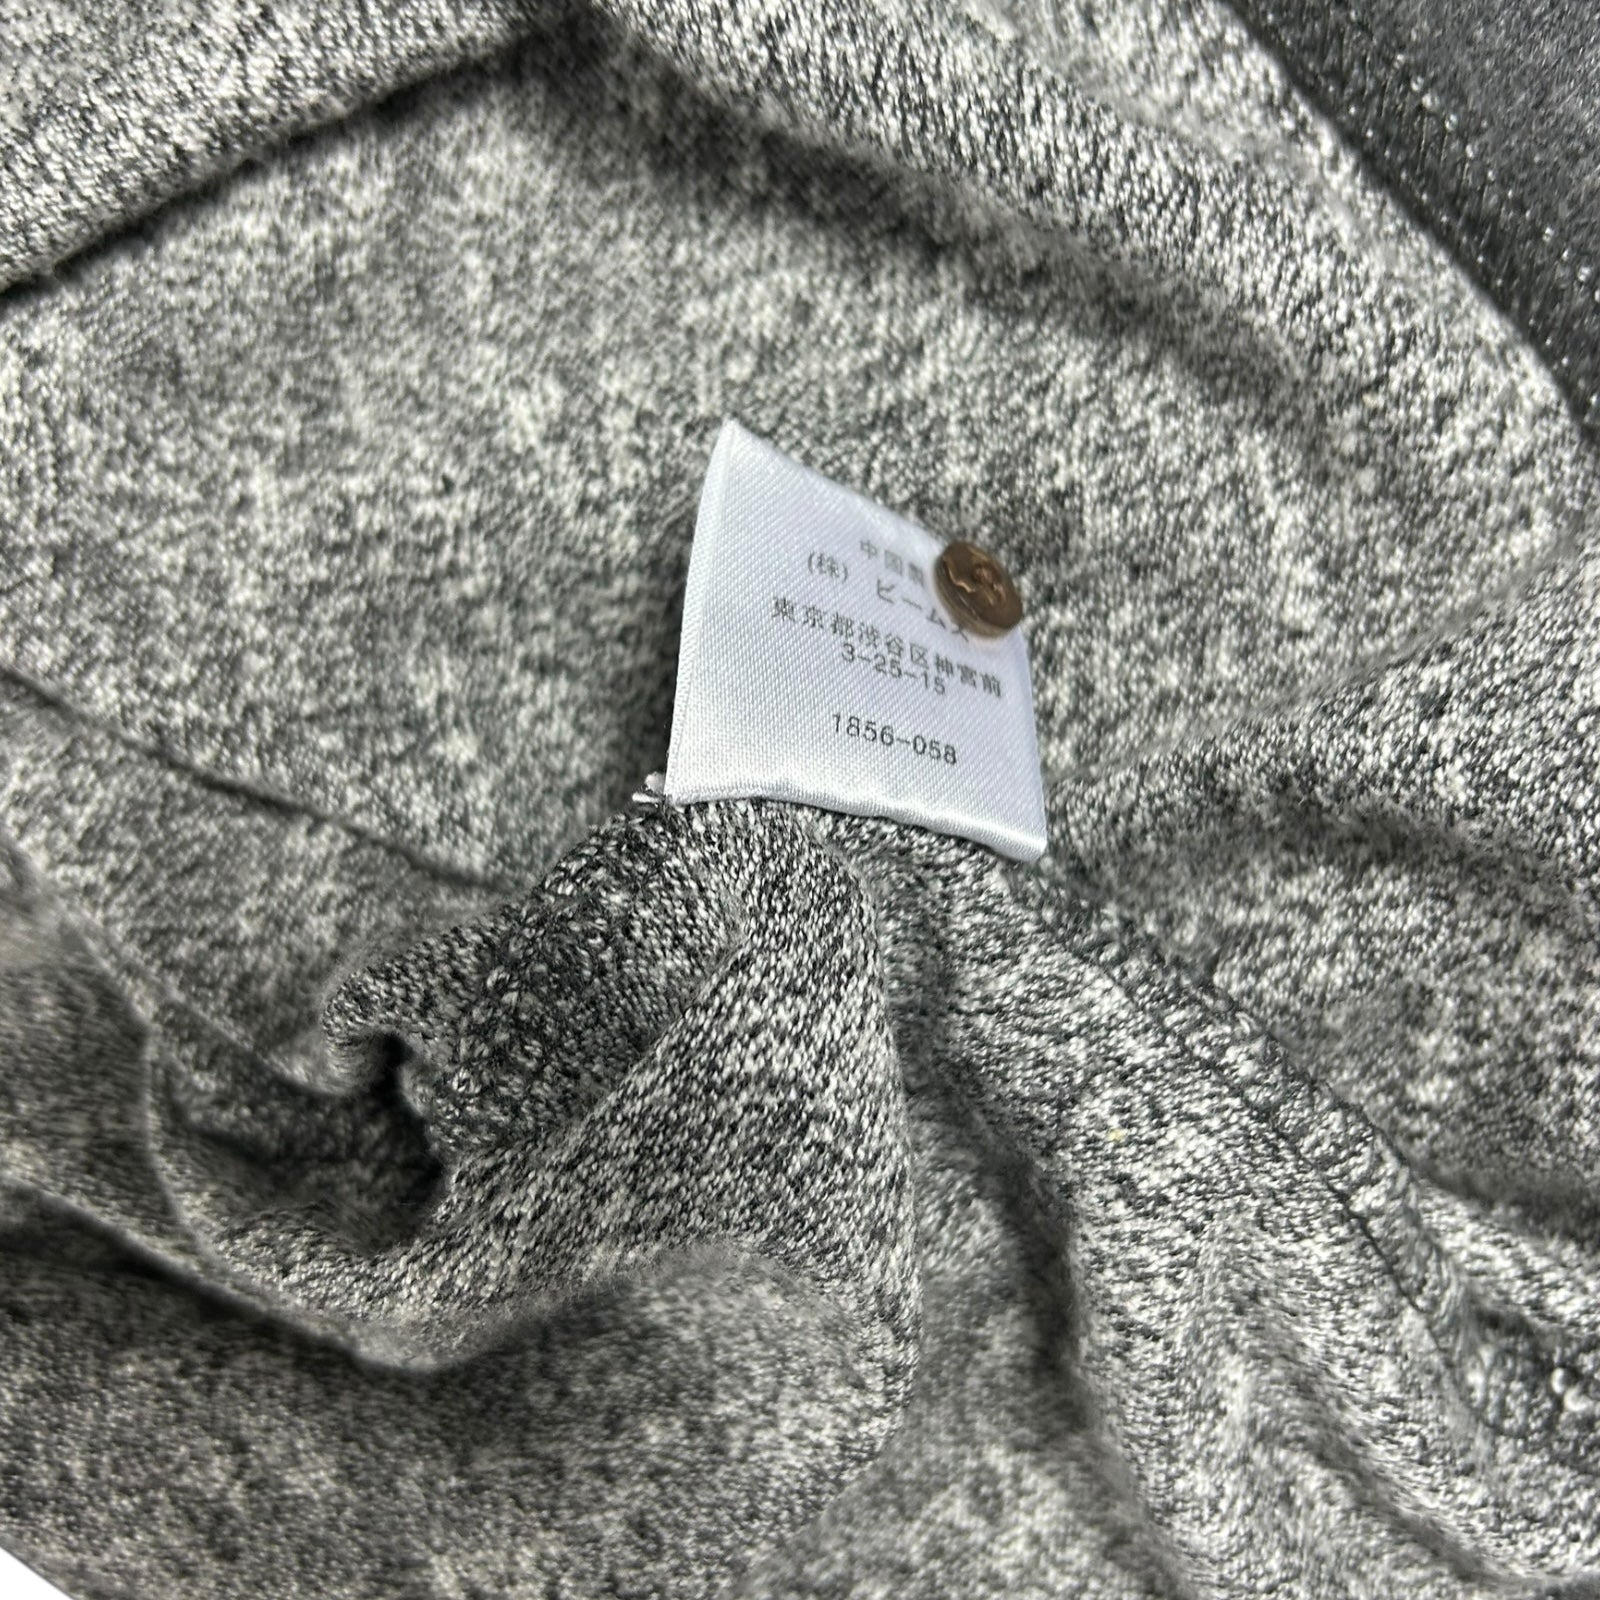 中国製
(株) ビームス
東京都渋谷区神宮前
3-25-15
1856-058